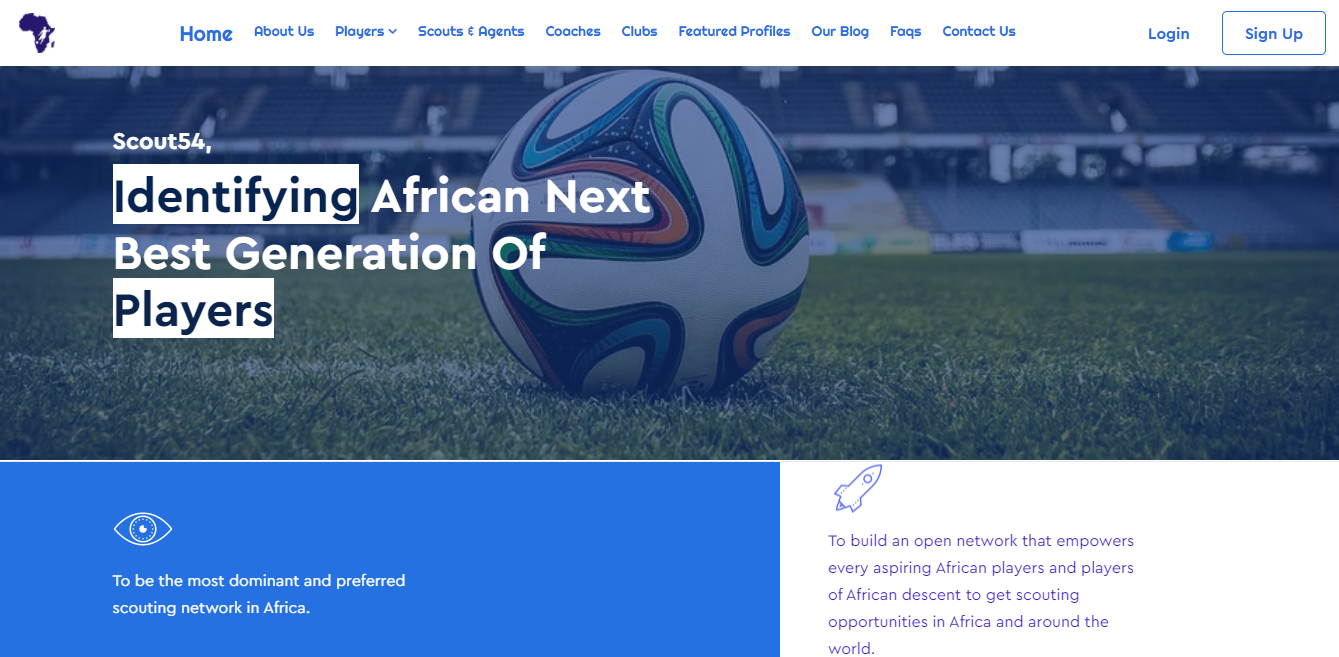 Home About Us Players Scouts & Agents Coaches Clubs Featured Profiles Our Blog Faqs Contact Us Login Sign Up
Scout54,
Identifying African Next
Best Generation Of
Players
To be the most dominant and preferred
scouting network in Africa.
To build an open network that empowers
every aspiring African players and players
of African descent to get scouting
opportunities in Africa and around the
world.